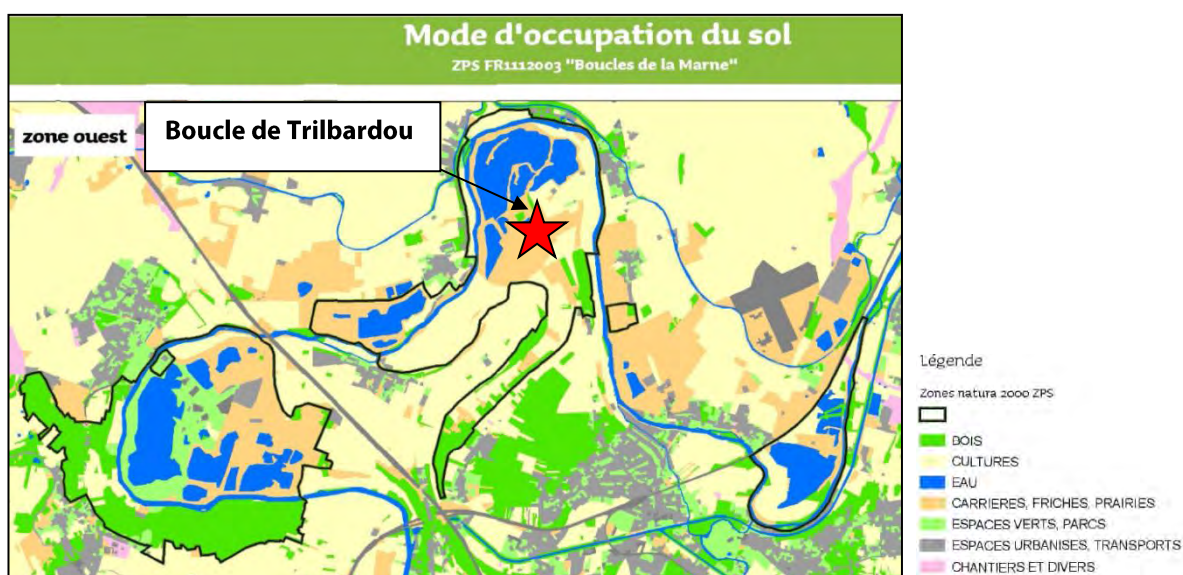 Mode d'occupation du sol
ZPS FR1112003 "Boucles de la Marne"
zone ouest
Boucle de Trilbardou
Légende
Zones natura 2000 ZPS
BOIS
CULTURES
EAU
CARRIERES, FRICHES, PRAIRIES
ESPACES VERTS, PARCS
ESPACES URBANISES, TRANSPORTS
CHANTIERS ET DIVERS